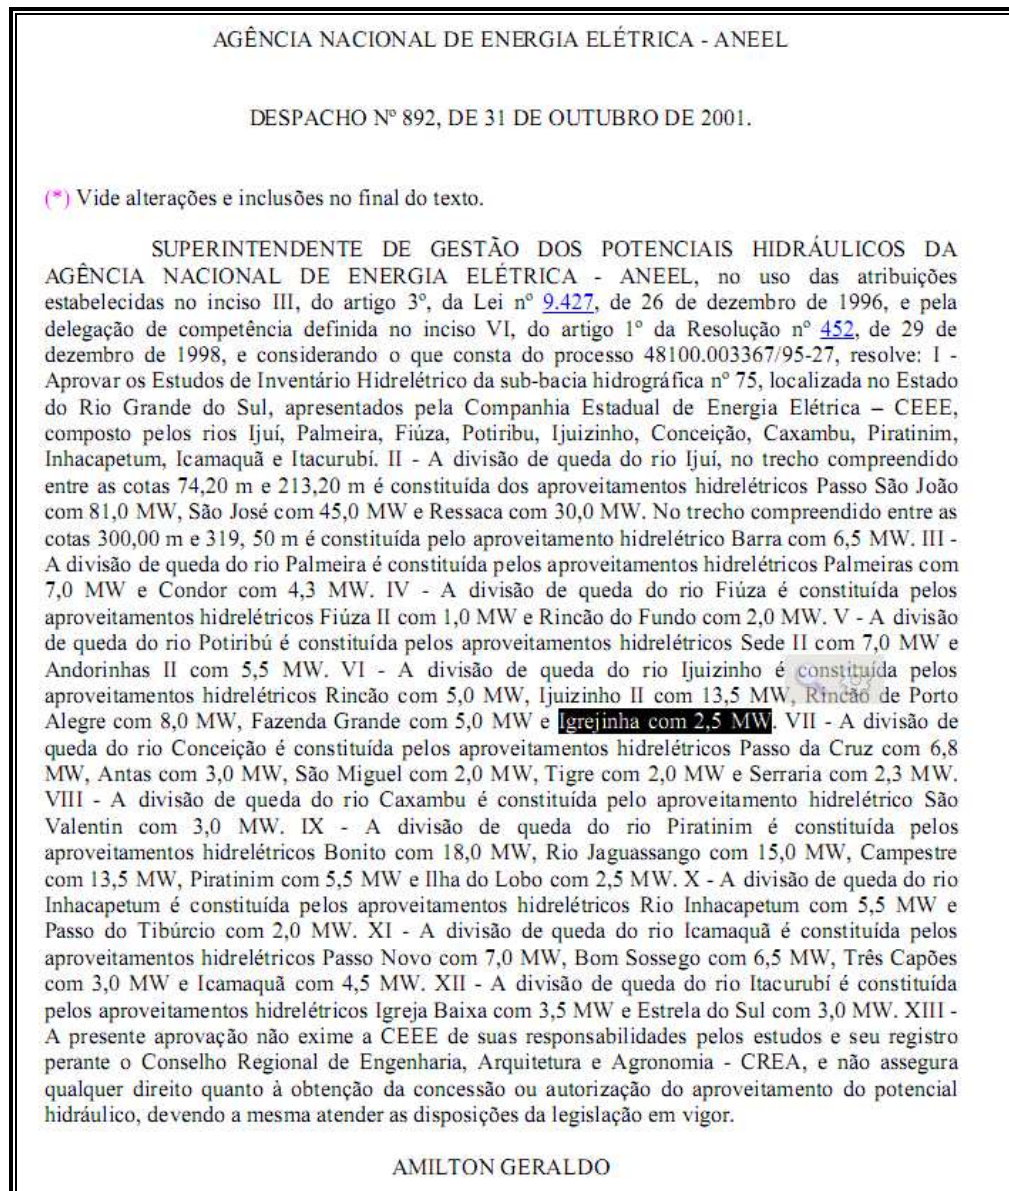 AGÊNCIA NACIONAL DE ENERGIA ELÉTRICA - ANEEL
DESPACHO Nº 892, DE 31 DE OUTUBRO DE 2001.
(*) Vide alterações e inclusões no final do texto.
SUPERINTENDENTE DE GESTÃO DOS POTENCIAIS HIDRÁULICOS DA
AGÊNCIA NACIONAL DE ENERGIA ELÉTRICA - ANEEL, no uso das atribuições
estabelecidas no inciso III, do artigo 3º, da Lei nº 9.427, de 26 de dezembro de 1996, e pela
delegação de competência definida no inciso VI, do artigo 1º da Resolução nº 452, de 29 de
dezembro de 1998, e considerando o que consta do processo 48100.003367/95-27, resolve: I -
Aprovar os Estudos de Inventário Hidrelétrico da sub-bacia hidrográfica nº 75, localizada no Estado
do Rio Grande do Sul, apresentados pela Companhia Estadual de Energia Elétrica – CEEE,
composto pelos rios Ijuí, Palmeira, Fiúza, Potiribu, Ijuizinho, Conceição, Caxambu, Piratinim,
Inhacapetum, Icamaquã e Itacurubí. II - A divisão de queda do rio Ijuí, no trecho compreendido
entre as cotas 74,20 m e 213,20 m é constituída dos aproveitamentos hidrelétricos Passo São João
com 81,0 MW, São José com 45,0 MW e Ressaca com 30,0 MW. No trecho compreendido entre as
cotas 300,00 m e 319, 50 m é constituída pelo aproveitamento hidrelétrico Barra com 6,5 MW. III -
A divisão de queda do rio Palmeira é constituída pelos aproveitamentos hidrelétricos Palmeiras com
7,0 MW e Condor com 4,3 MW. IV - A divisão de queda do rio Fiúza é constituída pelos
aproveitamentos hidrelétricos Fiúza II com 1,0 MW e Rincão do Fundo com 2,0 MW. V - A divisão
de queda do rio Potiribú é constituída pelos aproveitamentos hidrelétricos Sede II com 7,0 MW e
Andorinhas II com 5,5 MW. VI - A divisão de queda do rio Ijuizinho é constituída pelos
aproveitamentos hidrelétricos Rincão com 5,0 MW, Ijuizinho II com 13,5 MW, Rincão de Porto
Alegre com 8,0 MW, Fazenda Grande com 5,0 MW e Igrejinha com 2,5 MW. VII - A divisão de
queda do rio Conceição é constituída pelos aproveitamentos hidrelétricos Passo da Cruz com 6,8
MW, Antas com 3,0 MW, São Miguel com 2,0 MW, Tigre com 2,0 MW e Serraria com 2,3 MW.
VIII - A divisão de queda do rio Caxambu é constituída pelo aproveitamento hidrelétrico São
Valentin com 3,0 MW. IX - A divisão de queda do rio Piratinim é constituída pelos
aproveitamentos hidrelétricos Bonito com 18,0 MW, Rio Jaguassango com 15,0 MW, Campestre
com 13,5 MW, Piratinim com 5,5 MW e Ilha do Lobo com 2,5 MW. X - A divisão de queda do rio
Inhacapetum é constituída pelos aproveitamentos hidrelétricos Rio Inhacapetum com 5,5 MW e
Passo do Tibúrcio com 2,0 MW. XI - A divisão de queda do rio Icamaquã é constituída pelos
aproveitamentos hidrelétricos Passo Novo com 7,0 MW, Bom Sossego com 6,5 MW, Três Capões
com 3,0 MW e Icamaquã com 4,5 MW. XII - A divisão de queda do rio Itacurubí é constituída
pelos aproveitamentos hidrelétricos Igreja Baixa com 3,5 MW e Estrela do Sul com 3,0 MW. XIII -
A presente aprovação não exime a CEEE de suas responsabilidades pelos estudos e seu registro
perante o Conselho Regional de Engenharia, Arquitetura e Agronomia - CREA, e não assegura
qualquer direito quanto à obtenção da concessão ou autorização do aproveitamento do potencial
hidráulico, devendo a mesma atender as disposições da legislação em vigor.
AMILTON GERALDO